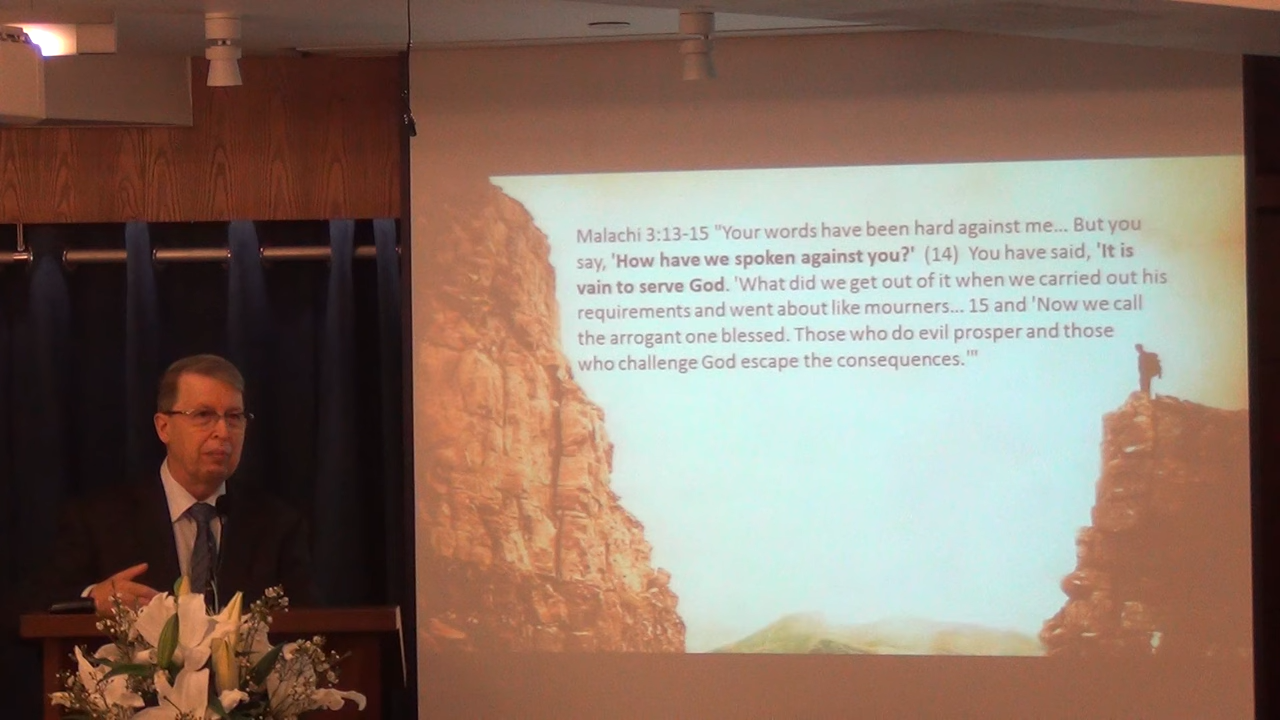 Malachi 3:13-15 "Your words have been hard against me... But you
say, 'How have we spoken against you?' (14) You have said, 'It is
vain to serve God. 'What did we get out of it when we carried out his
requirements and went about like mourners... 15 and 'Now we call
the arrogant one blessed. Those who do evil prosper and those
who challenge God escape the consequences.'"